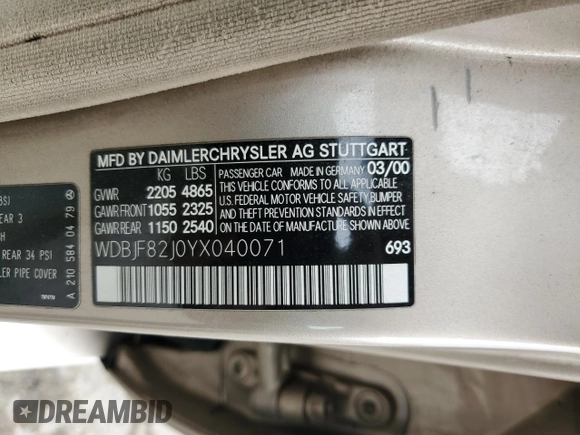 MFD BY DAIMLERCHRYSLER AG STUTTGART
KG LBS
GVWR 2205 4865
GAWR FRONT 1055 2325
GAWR REAR 1150 2540
PASSENGER CAR MADE IN GERMANY 03/00
THIS VEHICLE CONFORMS TO ALL APPLICABLE
U.S. FEDERAL MOTOR VEHICLE SAFETY, BUMPER
AND THEFT PREVENTION STANDARDS IN EFFECT
ON THE DATE OF MANUFACTURE SHOWN ABOVE
WDBJF82J0YX040071 693
PSI
REAR 3
REAR 34 PSI
PIPE COVER
A 210 584 04 79
DREAMBID